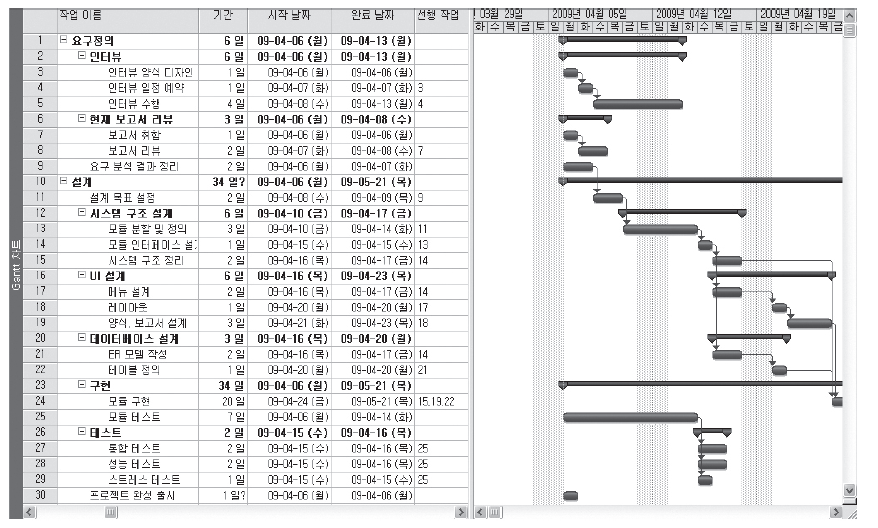 작업 이름 기간 시작 날짜 완료 날짜 선행 작업
03월 29일 2009년 04월 05일 2009년 04월 12일 2009년 04월 19일
화 수 목 금 토 일 월 화 수 목 금 토 일 월 화 수 목 금 토 일 월 화 수 목 금
1 요구정의 6 일 09-04-06 (월) 09-04-13 (월)
2 인터뷰 6 일 09-04-06 (월) 09-04-13 (월)
3 인터뷰 양식 디자인 1 일 09-04-06 (월) 09-04-06 (월)
4 인터뷰 일정 예약 1 일 09-04-07 (화) 09-04-07 (화) 3
5 인터뷰 수행 4 일 09-04-08 (수) 09-04-13 (월) 4
6 현재 보고서 리뷰 3 일 09-04-06 (월) 09-04-08 (수)
7 보고서 취합 1 일 09-04-06 (월) 09-04-06 (월)
8 보고서 리뷰 2 일 09-04-07 (화) 09-04-08 (수) 7
9 요구 분석 결과 정리 2 일 09-04-06 (월) 09-04-07 (화)
10 설계 34 일? 09-04-06 (월) 09-05-21 (목)
11 설계 목표 설정 2 일 09-04-08 (수) 09-04-09 (목) 9
12 시스템 구조 설계 6 일 09-04-10 (금) 09-04-17 (금)
13 모듈 분할 및 정의 3 일 09-04-10 (금) 09-04-14 (화) 11
14 모듈 인터페이스 설 1 일 09-04-15 (수) 09-04-15 (수) 13
15 시스템 구조 정리 2 일 09-04-16 (목) 09-04-17 (금) 14
16 UI 설계 6 일 09-04-16 (목) 09-04-23 (목)
17 메뉴 설계 2 일 09-04-16 (목) 09-04-17 (금) 14
18 레이아웃 1 일 09-04-20 (월) 09-04-20 (월) 17
19 양식, 보고서 설계 3 일 09-04-21 (화) 09-04-23 (목) 18
20 데이터베이스 설계 3 일 09-04-16 (목) 09-04-20 (월)
21 ER 모델 작성 2 일 09-04-16 (목) 09-04-17 (금) 14
22 테이블 정의 1 일 09-04-20 (월) 09-04-20 (월) 21
23 구현 34 일 09-04-06 (월) 09-05-21 (목)
24 모듈 구현 20 일 09-04-24 (금) 09-05-21 (목) 15,19,22
25 모듈 테스트 7 일 09-04-06 (월) 09-04-14 (화)
26 테스트 2 일 09-04-15 (수) 09-04-16 (목)
27 통합 테스트 2 일 09-04-15 (수) 09-04-16 (목) 25
28 성능 테스트 2 일 09-04-15 (수) 09-04-16 (목) 25
29 스트레스 테스트 1 일 09-04-15 (수) 09-04-15 (수) 25
30 프로젝트 완성 출시 1 일? 09-04-06 (월) 09-04-06 (월)
Gantt 차트